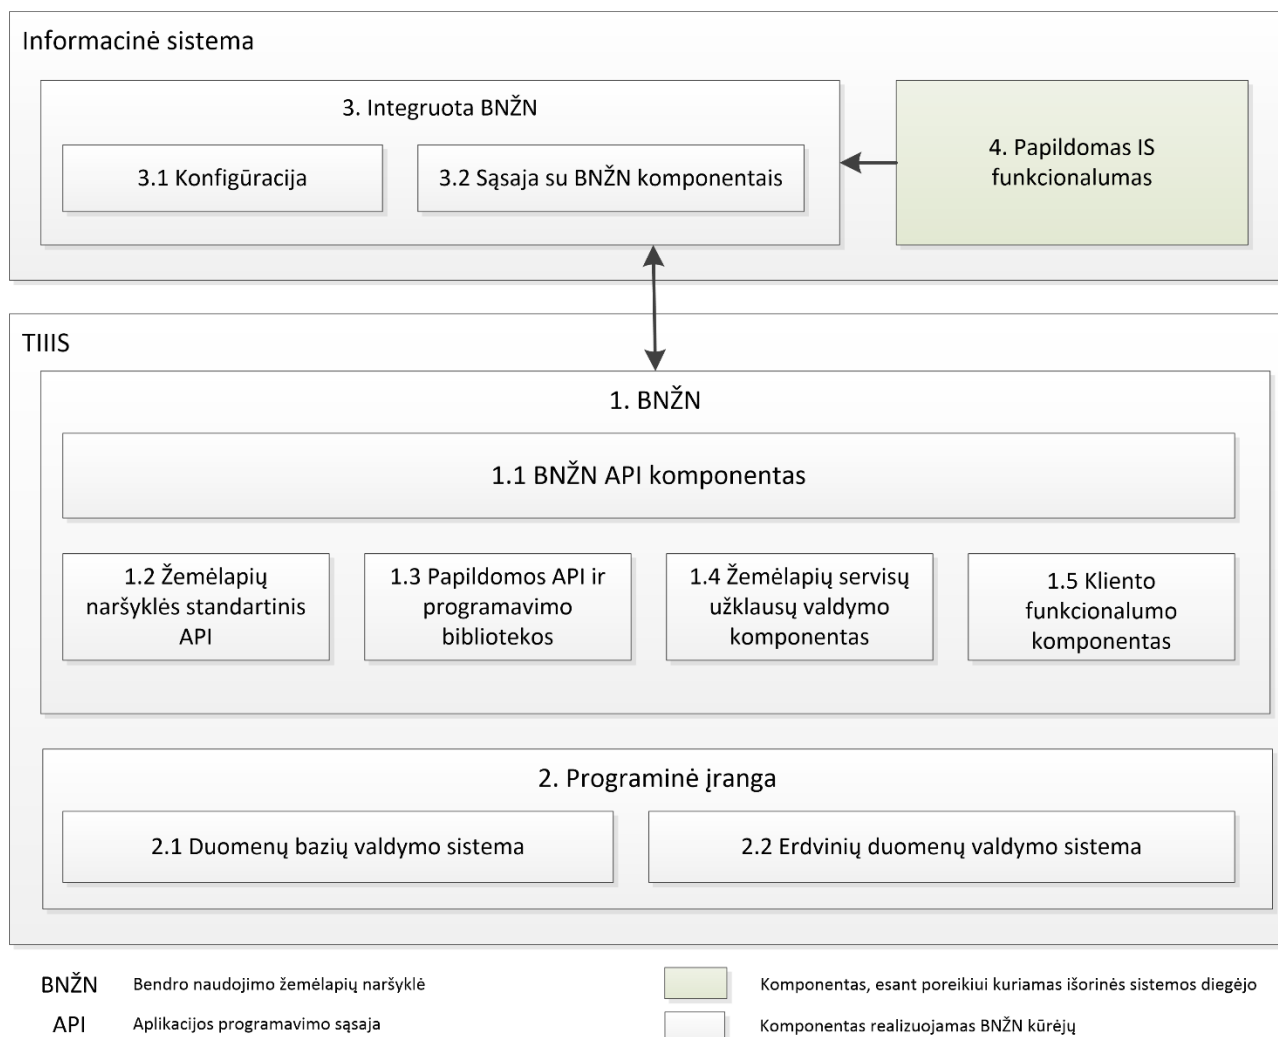 Informacinė sistema
3. Integruota BNŽN
3.1 Konfigūracija
3.2 Sąsaja su BNŽN komponentais
4. Papildomas IS
funkcionalumas
TIIIS
1. BNŽN
1.1 BNŽN API komponentas
1.2 Žemėlapių
naršyklės standartinis
API
1.3 Papildomos API ir
programavimo
bibliotekos
1.4 Žemėlapių servisų
užklausų valdymo
komponentas
1.5 Kliento
funkcionalumo
komponentas
2. Programinė įranga
2.1 Duomenų bazių valdymo sistema
2.2 Erdvinių duomenų valdymo sistema
BNŽN Bendro naudojimo žemėlapių naršyklė
API Aplikacijos programavimo sąsaja
Komponentas, esant poreikiui kuriamas išorinės sistemos diegėjo
Komponentas realizuojamas BNŽN kūrėjų